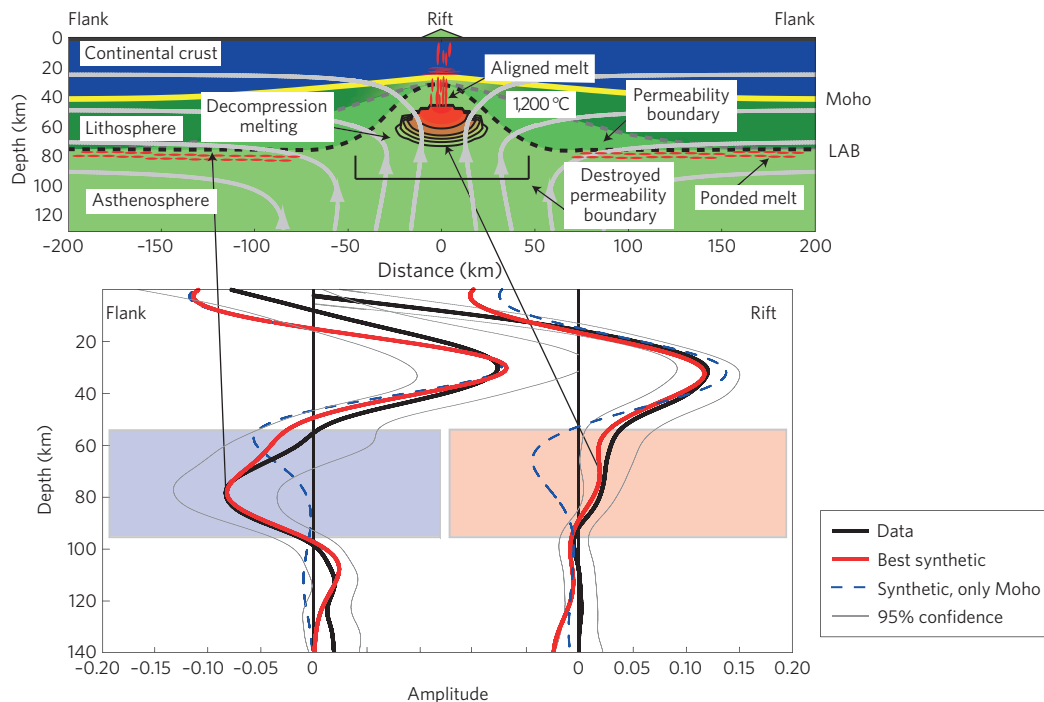 Flank
Rift
Flank
0
20
40
60
80
100
120
Depth (km)
Continental crust
Aligned melt
1,200 °C
Permeability
boundary
Moho
Decompression
melting
Lithosphere
LAB
Asthenosphere
Destroyed
permeability
boundary
Ponded melt
−200 −150 −100 −50 0 50 100 150 200
Distance (km)
Flank
Rift
20
40
60
80
100
120
140
Depth (km)
Depth (km)
−0.20 −0.10 −0.05 0 0 0.05 0.10 0.20
Amplitude
Data
Best synthetic
Synthetic, only Moho
95% confidence